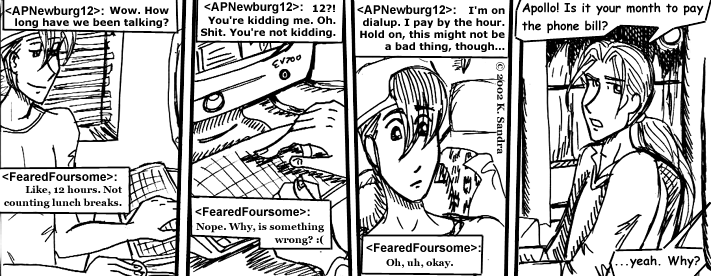 <APNewburg12>: Wow. How
long have we been talking?
<FearedFoursome>:
Like, 12 hours. Not
counting lunch breaks.
<APNewburg12>: 12?!
You're kidding me. Oh.
Shit. You're not kidding.
EV700
<FearedFoursome>:
Nope. Why, is something
wrong? :(
<APNewburg12>: I'm on
dialup. I pay by the hour.
Hold on, this might not be
a bad thing, though...
© 2002 K. Sandra
<FearedFoursome>:
Oh, uh, okay.
Apollo! Is it your month to pay
the phone bill?
...yeah. Why?